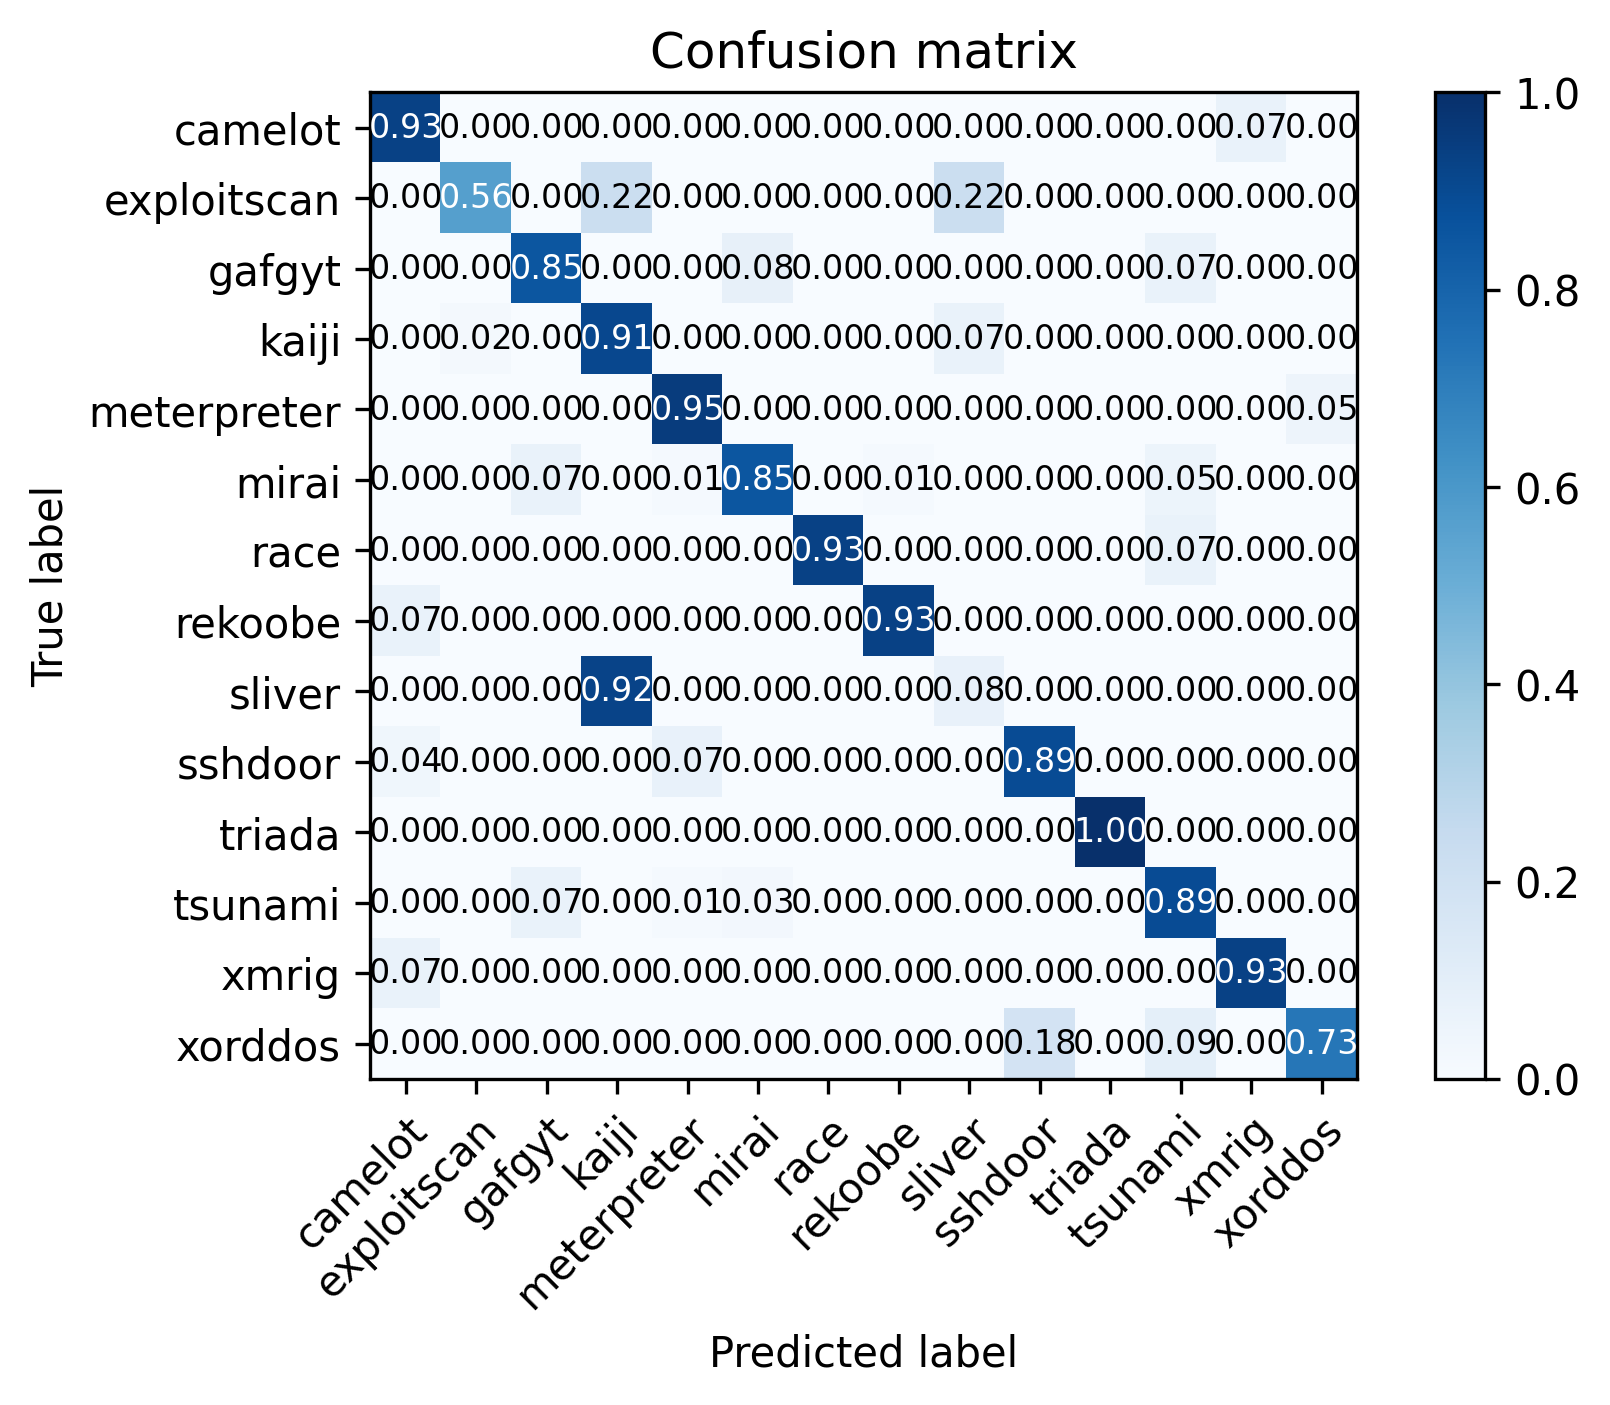 Confusion matrix
camelot 0.93 0.00 0.00 0.00 0.00 0.00 0.00 0.00 0.00 0.00 0.00 0.00 0.07 0.00
exploitscan 0.00 0.56 0.00 0.22 0.00 0.00 0.00 0.00 0.22 0.00 0.00 0.00 0.00 0.00
gafgyt 0.00 0.00 0.85 0.00 0.00 0.08 0.00 0.00 0.00 0.00 0.00 0.07 0.00 0.00
kaiji 0.00 0.02 0.00 0.91 0.00 0.00 0.00 0.00 0.07 0.00 0.00 0.00 0.00 0.00
meterpreter 0.00 0.00 0.00 0.00 0.95 0.00 0.00 0.00 0.00 0.00 0.00 0.00 0.00 0.05
mirai 0.00 0.00 0.07 0.00 0.01 0.85 0.00 0.01 0.00 0.00 0.00 0.05 0.00 0.00
race 0.00 0.00 0.00 0.00 0.00 0.00 0.93 0.00 0.00 0.00 0.00 0.07 0.00 0.00
rekoobe 0.07 0.00 0.00 0.00 0.00 0.00 0.00 0.93 0.00 0.00 0.00 0.00 0.00 0.00
sliver 0.00 0.00 0.00 0.92 0.00 0.00 0.00 0.00 0.08 0.00 0.00 0.00 0.00 0.00
sshdoor 0.04 0.00 0.00 0.00 0.07 0.00 0.00 0.00 0.00 0.89 0.00 0.00 0.00 0.00
triada 0.00 0.00 0.00 0.00 0.00 0.00 0.00 0.00 0.00 0.00 1.00 0.00 0.00 0.00
tsunami 0.00 0.00 0.07 0.00 0.01 0.03 0.00 0.00 0.00 0.00 0.00 0.89 0.00 0.00
xmrig 0.07 0.00 0.00 0.00 0.00 0.00 0.00 0.00 0.00 0.00 0.00 0.00 0.93 0.00
xorddos 0.00 0.00 0.00 0.00 0.00 0.00 0.00 0.00 0.00 0.18 0.00 0.09 0.00 0.73
True label
camelot exploitscan gafgyt kaiji meterpreter mirai race rekoobe sliver sshdoor triada tsunami xmrig xorddos
Predicted label
1.0
0.8
0.6
0.4
0.2
0.0